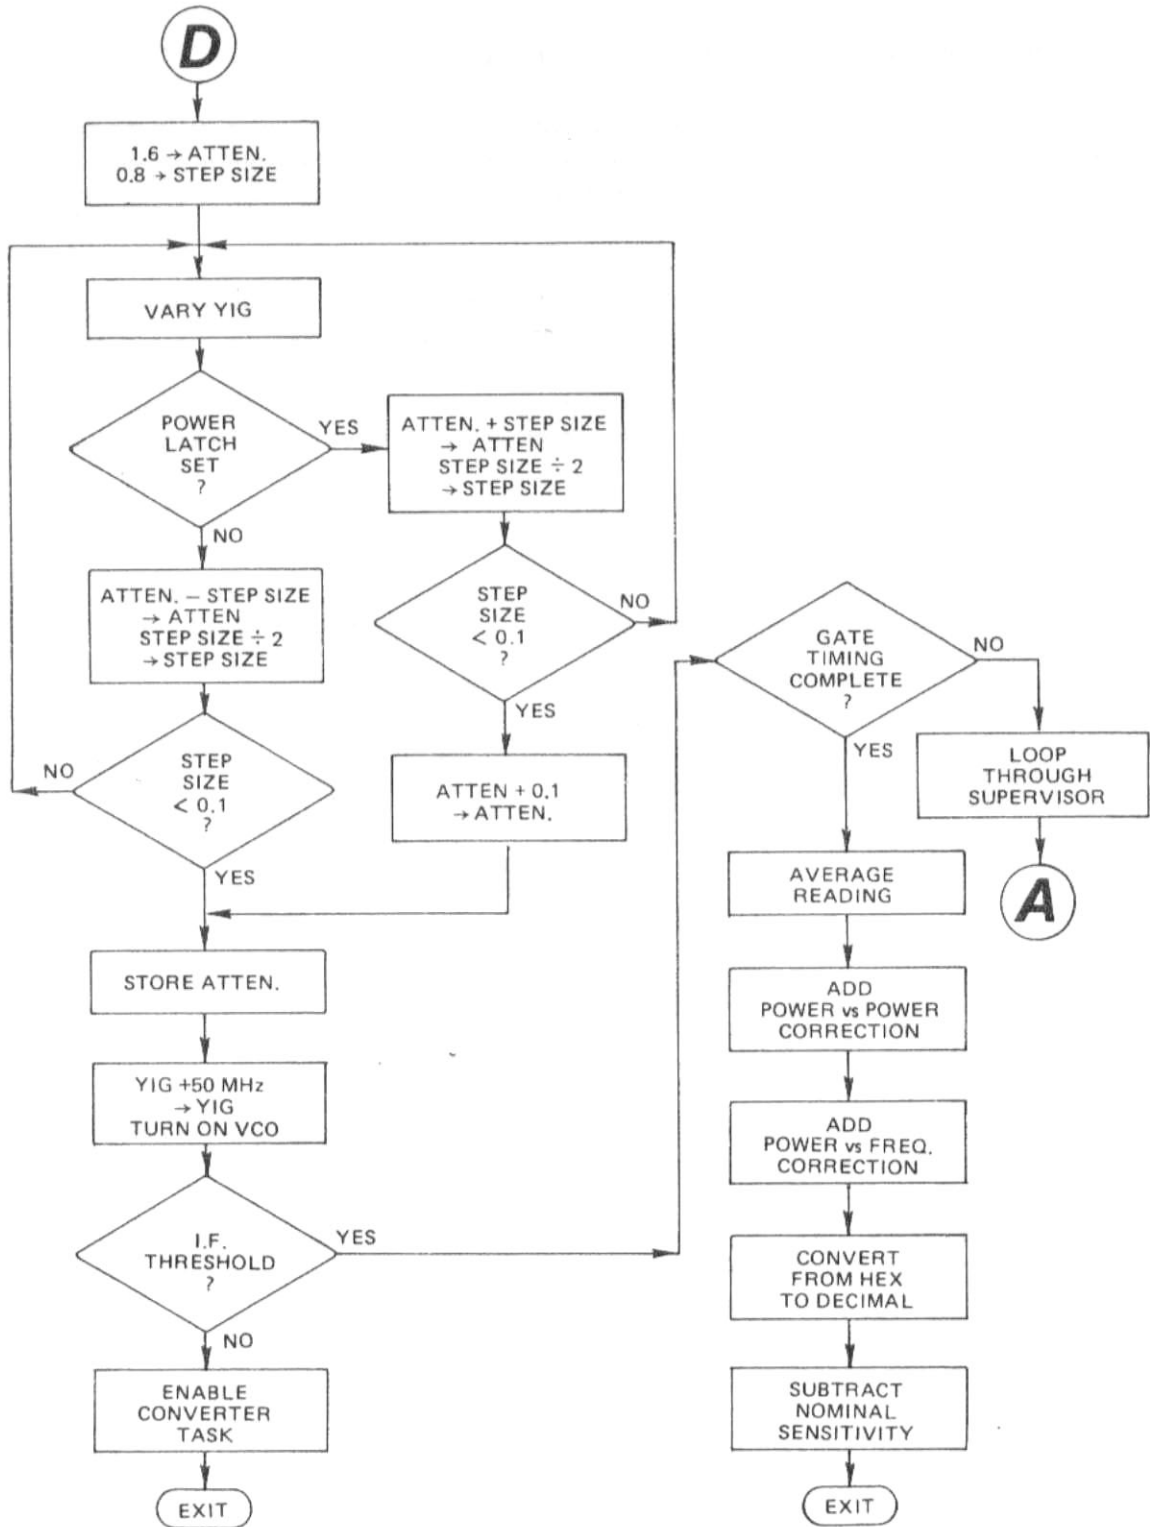 D
1.6 → ATTEN.
0.8 → STEP SIZE
VARY YIG
POWER
LATCH
SET
?
YES
NO
ATTEN. + STEP SIZE
→ ATTEN
STEP SIZE ÷ 2
→ STEP SIZE
ATTEN. – STEP SIZE
→ ATTEN
STEP SIZE ÷ 2
→ STEP SIZE
STEP
SIZE
< 0.1
?
NO
YES
STEP
SIZE
< 0.1
?
NO
YES
ATTEN + 0.1
→ ATTEN.
STORE ATTEN.
YIG +50 MHz
→ YIG
TURN ON VCO
I.F.
THRESHOLD
?
YES
NO
ENABLE
CONVERTER
TASK
EXIT
GATE
TIMING
COMPLETE
?
NO
YES
LOOP
THROUGH
SUPERVISOR
A
AVERAGE
READING
ADD
POWER vs POWER
CORRECTION
ADD
POWER vs FREQ.
CORRECTION
CONVERT
FROM HEX
TO DECIMAL
SUBTRACT
NOMINAL
SENSITIVITY
EXIT